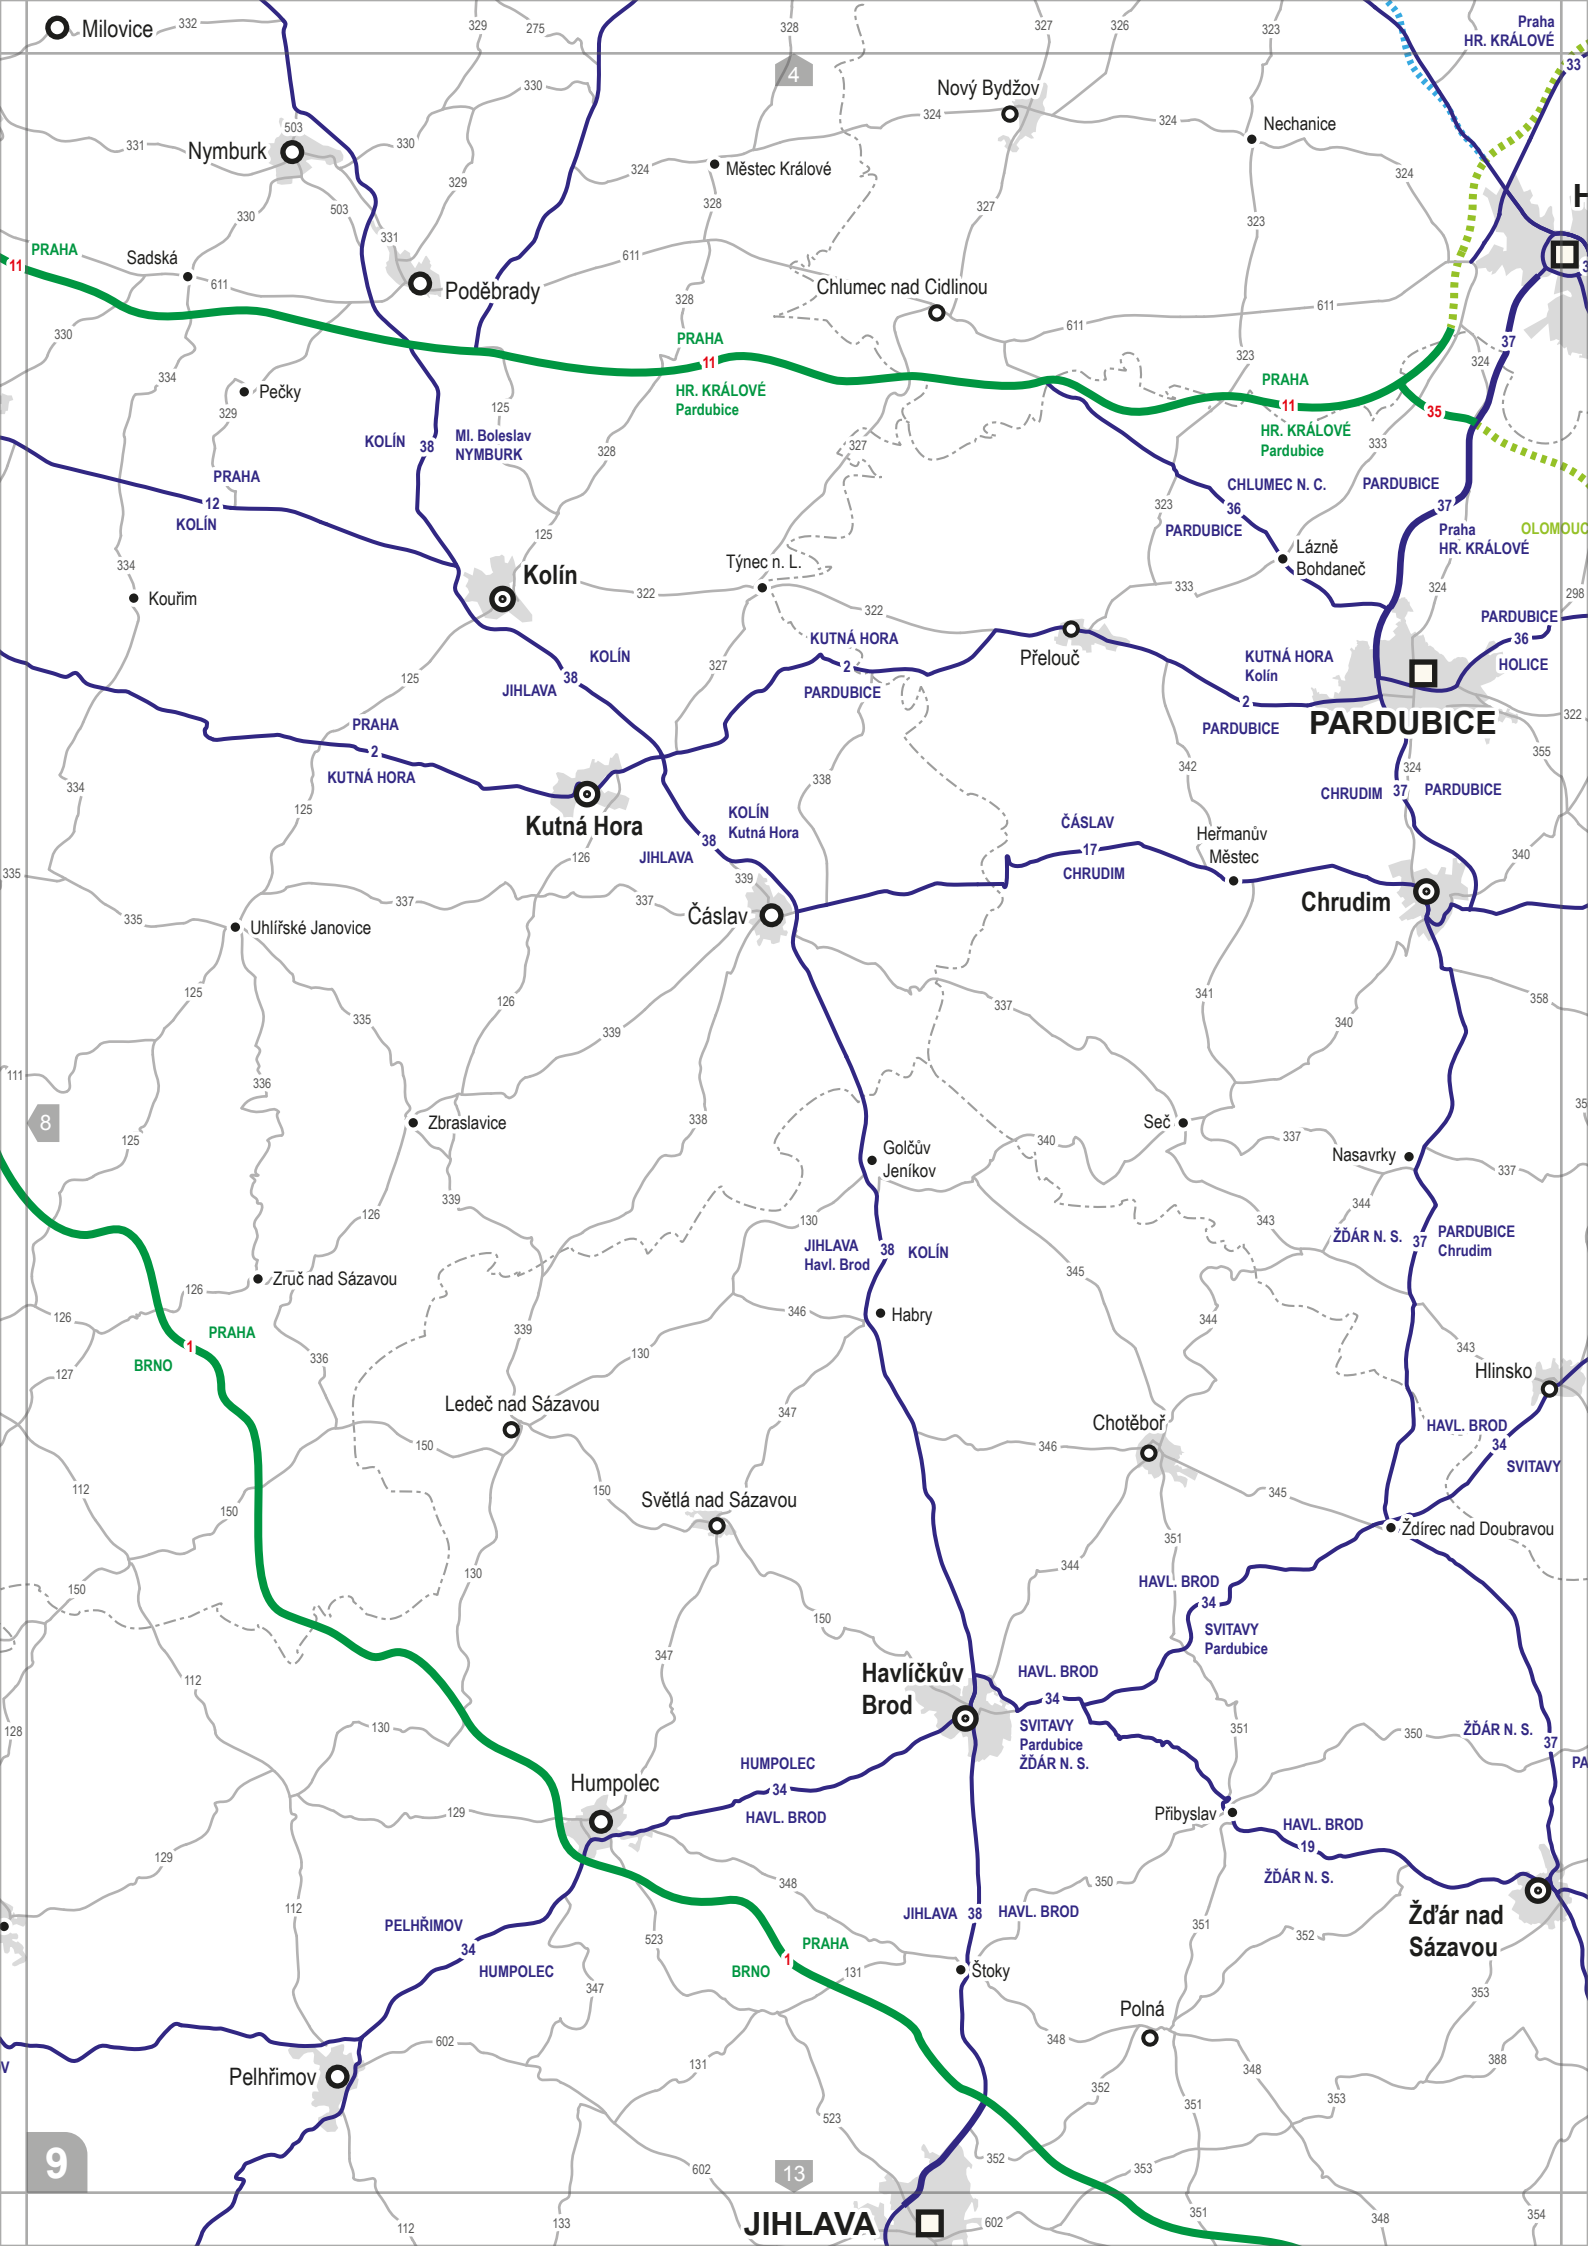 Milovice
332
329
275
328
327
326
323
Praha
HR. KRÁLOVÉ
33
4
330
Nový Bydžov
324
324
Nechanice
503
331
Nymburk
330
Městec Králové
324
329
324
328
327
323
503
330
331
H
PRAHA
11
Sadská
611
611
Poděbrady
Chlumec nad Cidlinou
328
611
611
330
PRAHA
11
HR. KRÁLOVÉ
Pardubice
37
324
323
334
Pečky
329
125
PRAHA
11
HR. KRÁLOVÉ
Pardubice
35
KOLÍN
38
Ml. Boleslav
NYMBURK
327
328
333
PRAHA
12
KOLÍN
CHLUMEC N. C.
36
PARDUBICE
323
PARDUBICE
37
Praha
HR. KRÁLOVÉ
OLOMOUC
125
334
Kouřim
Kolín
322
Týnec n. L.
322
333
Lázně
Bohdaneč
324
298
PARDUBICE
36
HOLICE
KOLÍN
38
JIHLAVA
327
KUTNÁ HORA
2
PARDUBICE
Přelouč
KUTNÁ HORA
Kolín
2
PARDUBICE
PARDUBICE
322
125
PRAHA
2
KUTNÁ HORA
334
125
338
342
355
324
CHRUDIM
37
PARDUBICE
Kutná Hora
KOLÍN
Kutná Hora
38
JIHLAVA
126
ČÁSLAV
17
CHRUDIM
Heřmanův
Městec
340
335
335
337
337
339
Čáslav
Chrudim
Uhlířské Janovice
125
335
126
339
337
341
340
358
111
336
8
125
Zbraslavice
338
Seč
340
337
Nasavrky
337
35
Golčův
Jeníkov
339
126
130
344
343
ŽĎÁR N. S.
37
PARDUBICE
Chrudim
JIHLAVA
Havl. Brod
38
KOLÍN
345
Zruč nad Sázavou
126
126
346
Habry
344
PRAHA
1
BRNO
339
130
336
127
343
Hlinsko
Ledeč nad Sázavou
347
Chotěboř
346
HAVL. BROD
34
SVITAVY
150
112
150
150
Světlá nad Sázavou
345
Ždírec nad Doubravou
351
344
130
150
HAVL. BROD
34
SVITAVY
Pardubice
150
347
112
Havlíčkův
Brod
HAVL. BROD
34
SVITAVY
Pardubice
ŽĎÁR N. S.
128
130
351
350
ŽĎÁR N. S.
37
PA
HUMPOLEC
34
HAVL. BROD
Humpolec
129
Přibyslav
HAVL. BROD
19
ŽĎÁR N. S.
129
348
350
112
JIHLAVA
38
HAVL. BROD
Žďár nad
Sázavou
PELHŘIMOV
34
HUMPOLEC
523
PRAHA
1
BRNO
131
351
352
Štoky
347
353
Polná
348
602
V
Pelhřimov
131
348
388
352
351
353
523
9
602
13
352
353
JIHLAVA
602
112
133
351
348
354